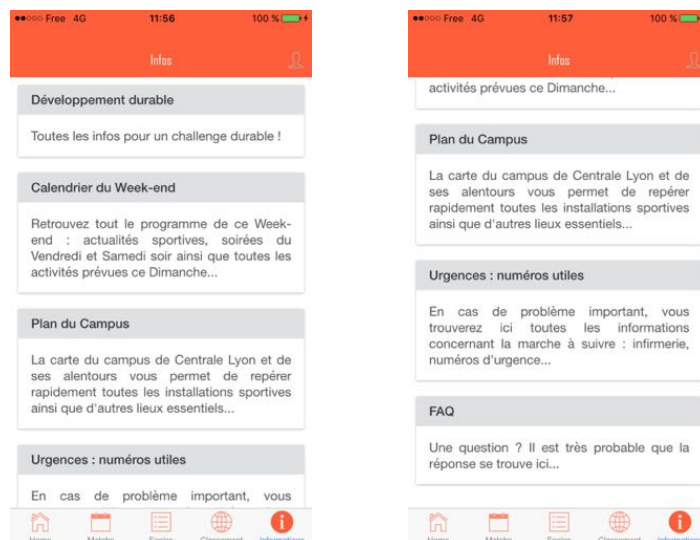 Free 4G 11:56 100 %
Infos
Développement durable
Toutes les infos pour un challenge durable !
Calendrier du Week-end
Retrouvez tout le programme de ce Week-
end : actualités sportives, soirées du
Vendredi et Samedi soir ainsi que toutes les
activités prévues ce Dimanche...
Plan du Campus
La carte du campus de Centrale Lyon et de
ses alentours vous permet de repérer
rapidement toutes les installations sportives
ainsi que d'autres lieux essentiels...
Urgences : numéros utiles
En cas de problème important, vous
Free 4G 11:57 100 %
Infos
activités prévues ce Dimanche...
Plan du Campus
La carte du campus de Centrale Lyon et de
ses alentours vous permet de repérer
rapidement toutes les installations sportives
ainsi que d'autres lieux essentiels...
Urgences : numéros utiles
En cas de problème important, vous
trouverez ici toutes les informations
concernant la marche à suivre : infirmerie,
numéros d'urgence...
FAQ
Une question ? Il est très probable que la
réponse se trouve ici...